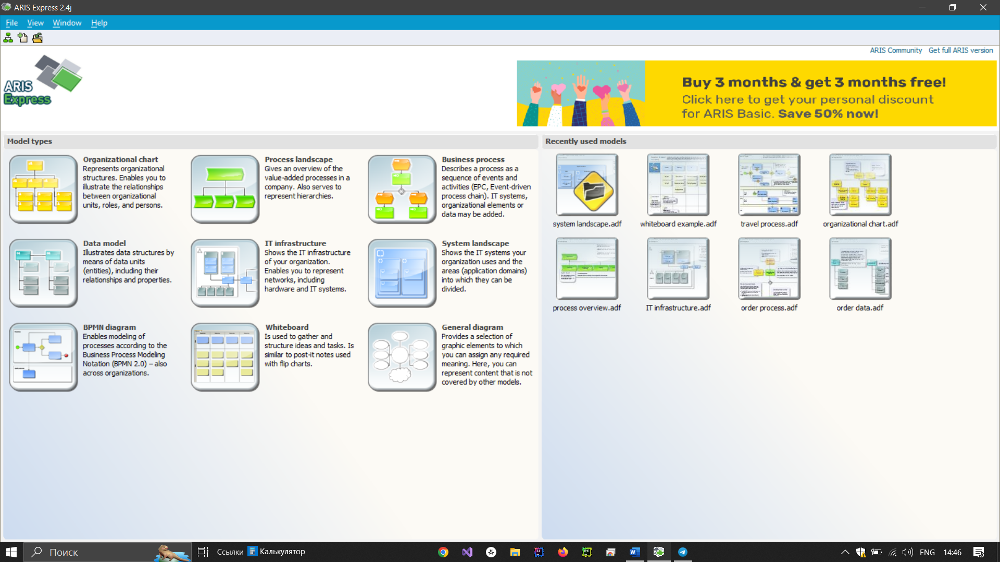 ARIS Express 2.4j
File View Window Help
ARIS Community Get full ARIS version
ARIS
Express
Buy 3 months & get 3 months free!
Click here to get your personal discount
for ARIS Basic. Save 50% now!
Model types
Organizational chart
Represents organizational
structures. Enables you to
illustrate the relationships
between organizational
units, roles, and persons.
Process landscape
Gives an overview of the
value-added processes in a
company. Also serves to
represent hierarchies.
Business process
Describes a process as a
sequence of events and
activities (EPC, Event-driven
process chain). IT systems,
organizational elements or
data may be added.
Data model
Illustrates data structures by
means of data units
(entities), including their
relationships and properties.
IT infrastructure
Shows the IT infrastructure
of your organization.
Enables you to represent
networks, including
hardware and IT systems.
System landscape
Shows the IT systems your
organization uses and the
areas (application domains)
into which they can be
divided.
BPMN diagram
Enables modeling of
processes according to the
Business Process Modeling
Notation (BPMN 2.0) – also
across organizations.
Whiteboard
Is used to gather and
structure ideas and tasks. Is
similar to post-it notes used
with flip charts.
General diagram
Provides a selection of
graphic elements to which
you can assign any required
meaning. Here, you can
represent content that is not
covered by other models.
Recently used models
system landscape.adf
whiteboard example.adf
travel process.adf
organizational chart.adf
process overview.adf
IT infrastructure.adf
order process.adf
order data.adf
Поиск
Ссылки
Калькулятор
ENG 14:46